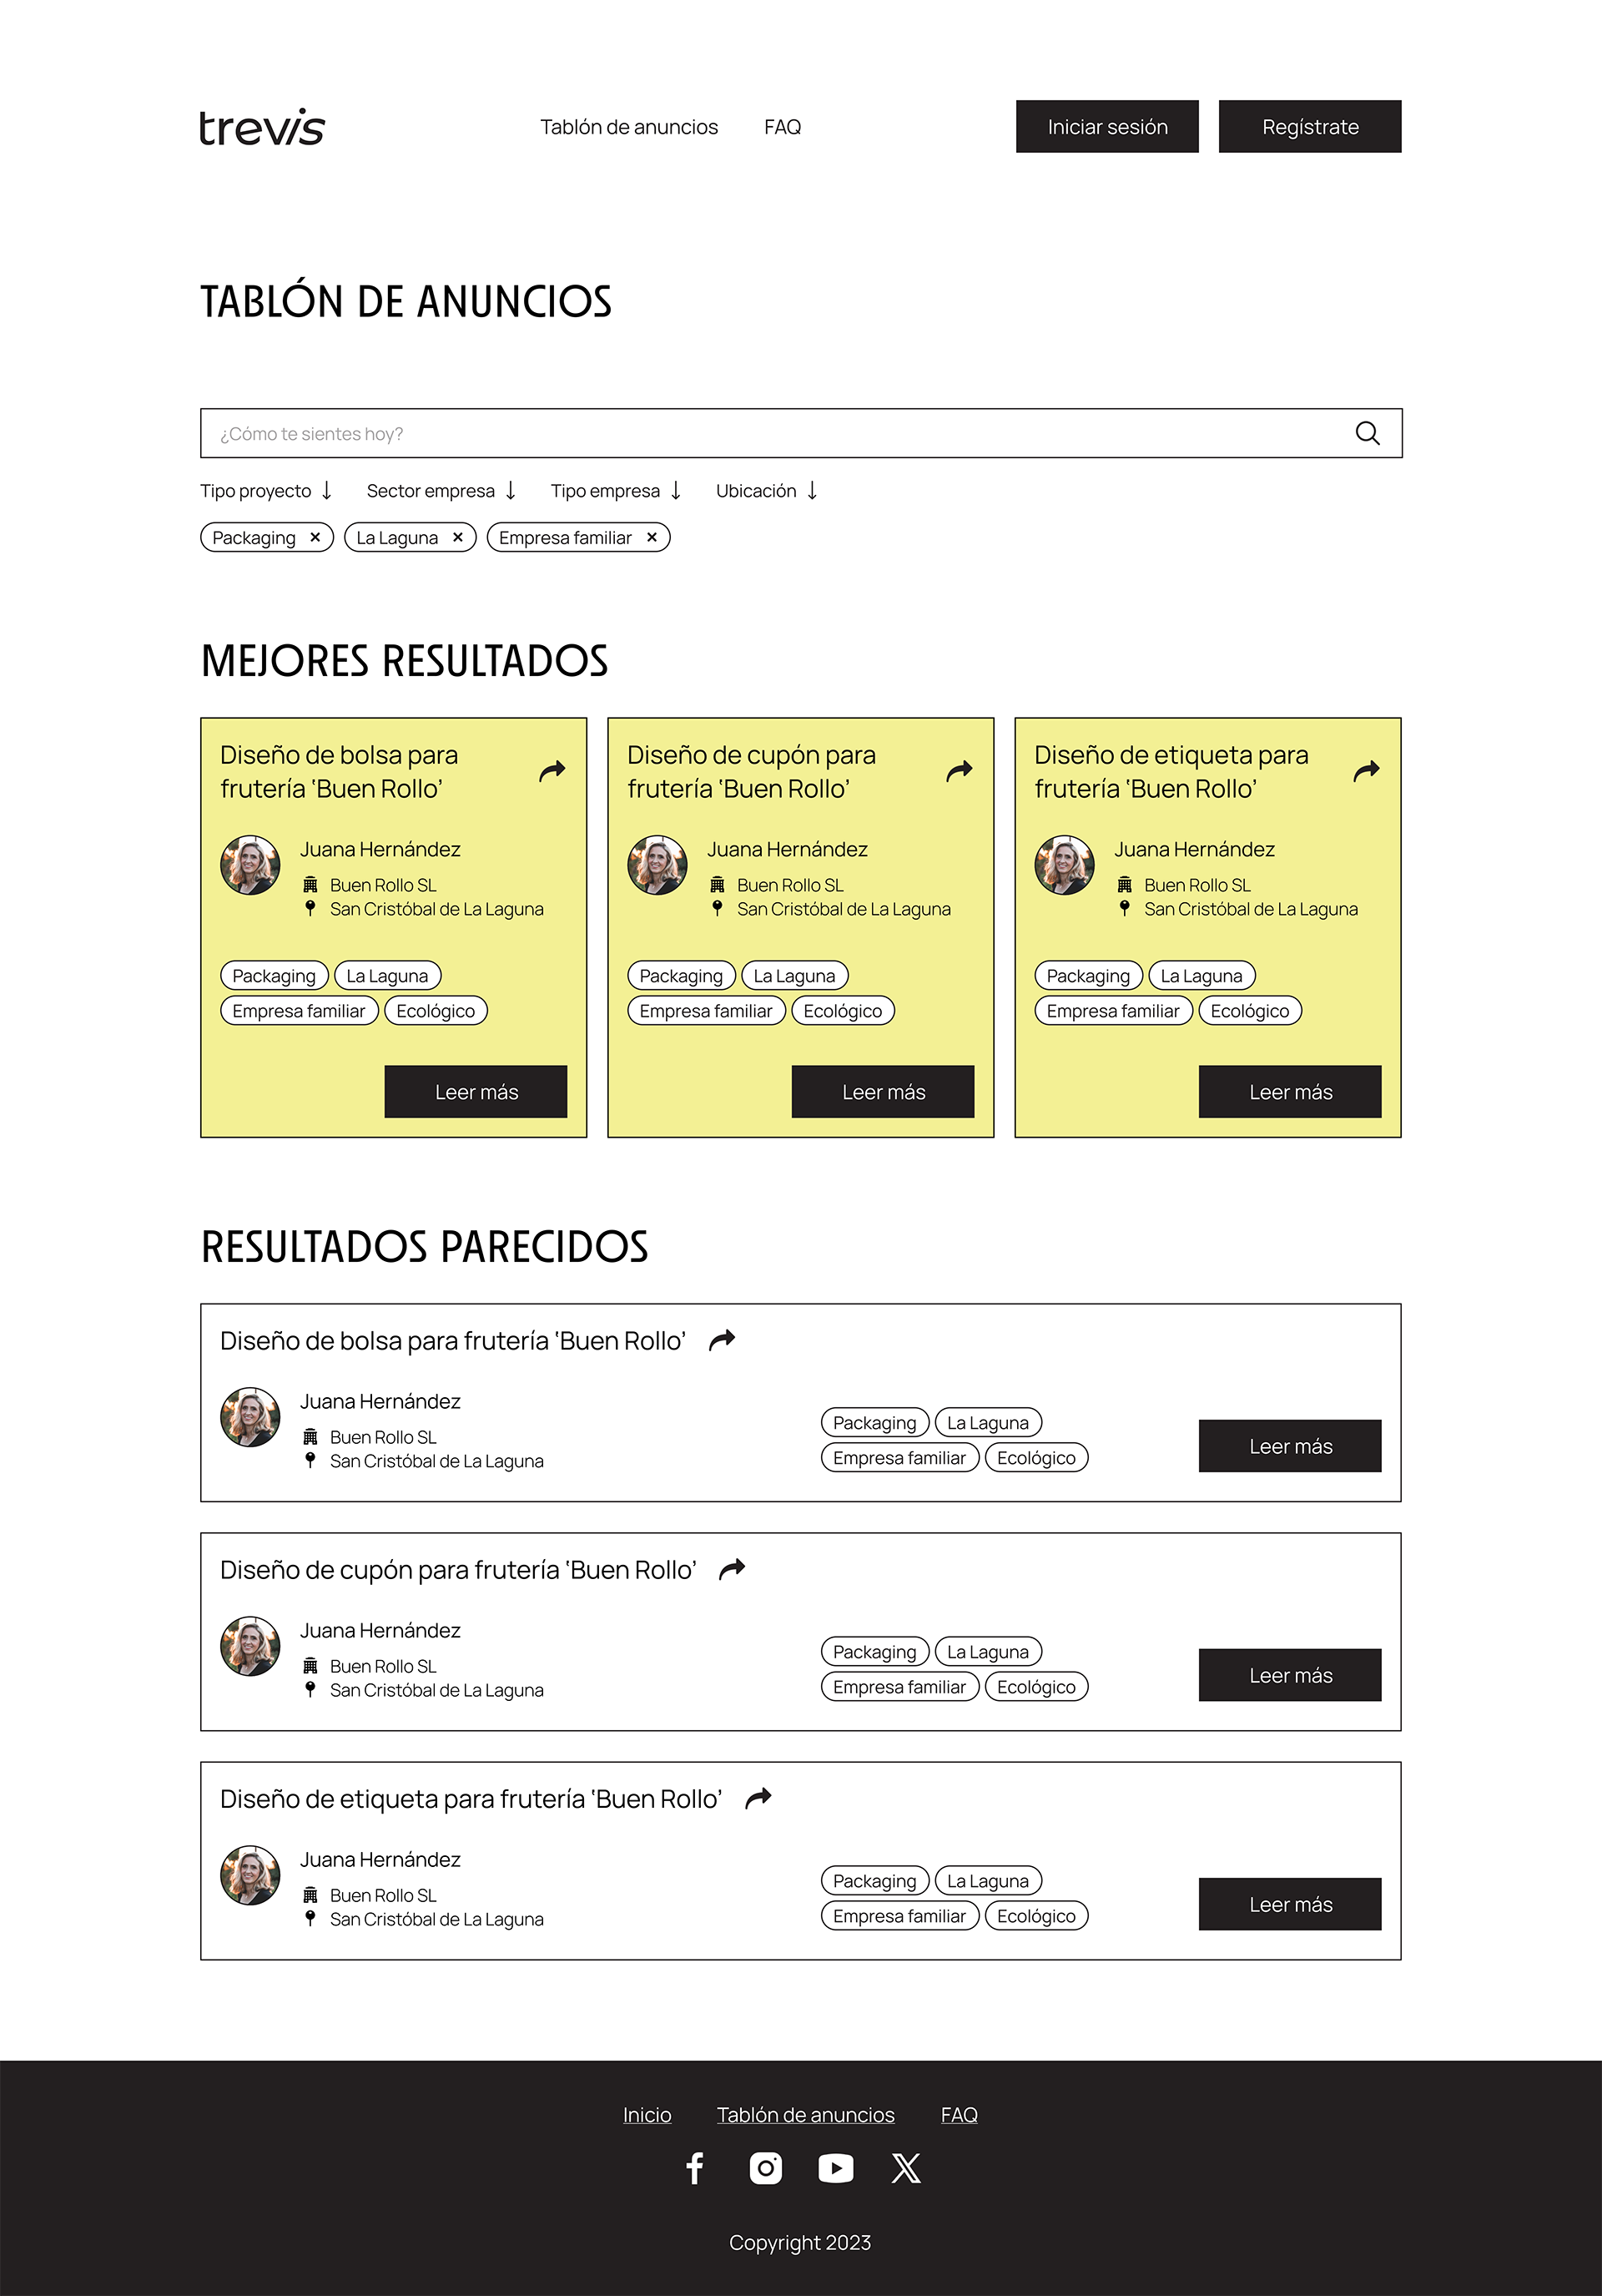 trevis
Tablón de anuncios
FAQ
Iniciar sesión
Regístrate
TABLÓN DE ANUNCIOS
¿Cómo te sientes hoy?
Tipo proyecto ↓
Sector empresa ↓
Tipo empresa ↓
Ubicación ↓
Packaging ×
La Laguna ×
Empresa familiar ×
MEJORES RESULTADOS
Diseño de bolsa para
frutería ‘Buen Rollo’
Juana Hernández
Buen Rollo SL
San Cristóbal de La Laguna
Packaging
La Laguna
Empresa familiar
Ecológico
Leer más
Diseño de cupón para
frutería ‘Buen Rollo’
Juana Hernández
Buen Rollo SL
San Cristóbal de La Laguna
Packaging
La Laguna
Empresa familiar
Ecológico
Leer más
Diseño de etiqueta para
frutería ‘Buen Rollo’
Juana Hernández
Buen Rollo SL
San Cristóbal de La Laguna
Packaging
La Laguna
Empresa familiar
Ecológico
Leer más
RESULTADOS PARECIDOS
Diseño de bolsa para frutería ‘Buen Rollo’
Juana Hernández
Buen Rollo SL
San Cristóbal de La Laguna
Packaging
La Laguna
Empresa familiar
Ecológico
Leer más
Diseño de cupón para frutería ‘Buen Rollo’
Juana Hernández
Buen Rollo SL
San Cristóbal de La Laguna
Packaging
La Laguna
Empresa familiar
Ecológico
Leer más
Diseño de etiqueta para frutería ‘Buen Rollo’
Juana Hernández
Buen Rollo SL
San Cristóbal de La Laguna
Packaging
La Laguna
Empresa familiar
Ecológico
Leer más
Inicio
Tablón de anuncios
FAQ
Copyright 2023